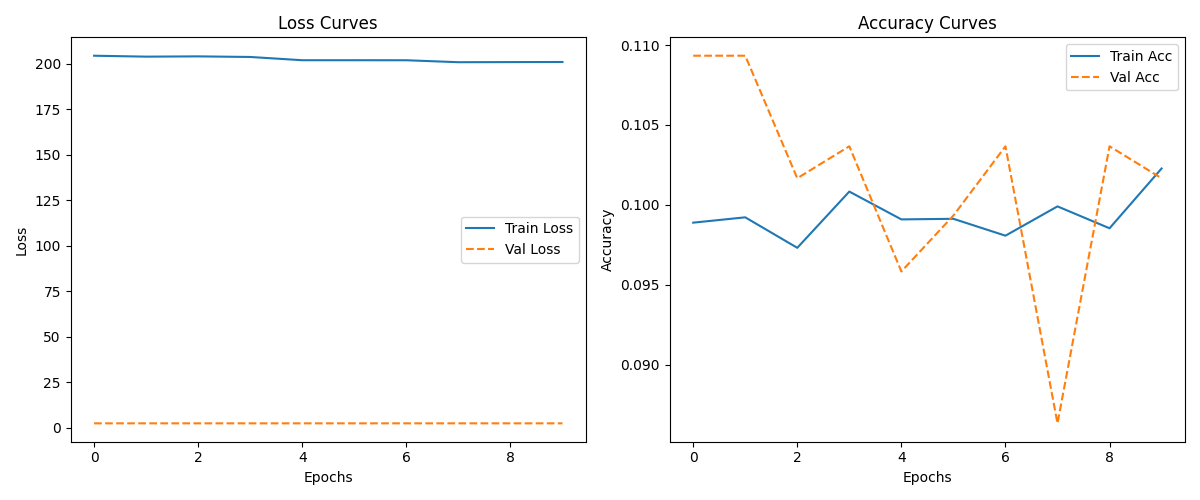 Loss Curves
200
175
150
125
100
75
50
25
0
Loss
Train Loss
Val Loss
0 2 4 6 8
Epochs
Accuracy Curves
0.110
0.105
0.100
0.095
0.090
Accuracy
Train Acc
Val Acc
0 2 4 6 8
Epochs